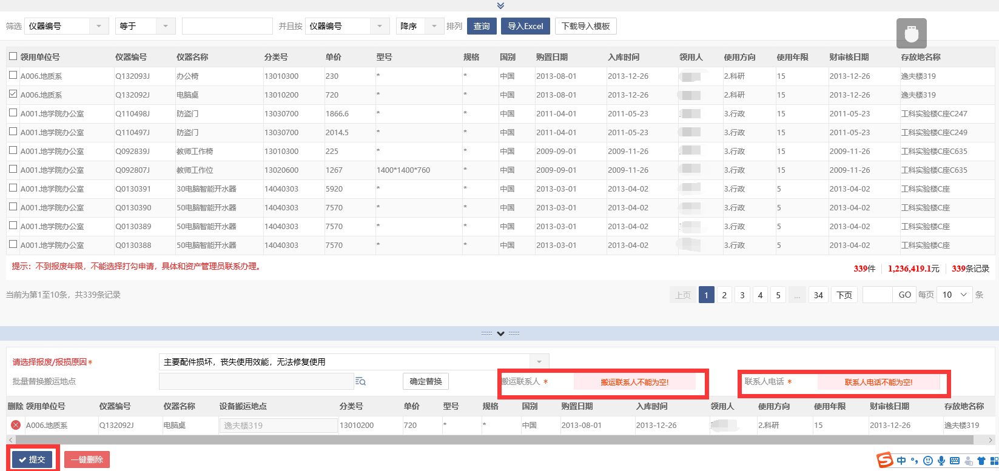 筛选 仪器编号 等于 并且按 仪器编号 降序 排列 查询 导入Excel 下载导入模板
领用单位号 仪器编号 仪器名称 分类号 单价 型号 规格 国别 购置日期 入库时间 领用人 使用方向 使用年限 财审核日期 存放地名称
A006.地质系 Q132093J 办公椅 13010300 230 * * 中国 2013-08-01 2013-12-26 2.科研 15 2013-12-26 逸夫楼319
A006.地质系 Q132092J 电脑桌 13010200 720 * * 中国 2013-08-01 2013-12-26 2.科研 15 2013-12-26 逸夫楼319
A001.地学院办公室 Q110498J 防盗门 13030700 1866.6 * * 中国 2011-04-01 2011-05-23 3.行政 15 2011-05-23 工科实验楼C座C247
A001.地学院办公室 Q110497J 防盗门 13030700 2014.5 * * 中国 2011-04-01 2011-05-23 3.行政 15 2011-05-23 工科实验楼C座C249
A001.地学院办公室 Q092839J 教师工作椅 13010300 225 * * 中国 2009-09-01 2009-11-26 3.行政 15 2009-11-26 工科实验楼C座C635
A001.地学院办公室 Q092807J 教师工作位 13020600 1267 1400*1400*760 * 中国 2009-09-01 2009-11-26 3.行政 15 2009-11-26 工科实验楼C座C635
A001.地学院办公室 Q0130391 30电脑智能开水器 14040303 5920 * * 中国 2013-03-01 2013-04-02 3.行政 5 2013-04-02 工科实验楼C座
A001.地学院办公室 Q0130390 50电脑智能开水器 14040303 7570 * * 中国 2013-03-01 2013-04-02 3.行政 5 2013-04-02 工科实验楼C座
A001.地学院办公室 Q0130389 50电脑智能开水器 14040303 7570 * * 中国 2013-03-01 2013-04-02 3.行政 5 2013-04-02 工科实验楼C座
A001.地学院办公室 Q0130388 50电脑智能开水器 14040303 7570 * * 中国 2013-03-01 2013-04-02 3.行政 5 2013-04-02 工科实验楼C座
提示：不到报废年限，不能选择打勾申请，具体和资产管理员联系办理。 339件 1,236,419.1元 339条记录
当前为第1至10条，共339条记录 上页 1 2 3 4 5 ... 34 下页 GO 每页 10 条
请选择报废/报损原因* 主要配件损坏，丧失使用效能，无法修复使用
批量替换搬运地点 确定替换 搬运联系人 * 搬运联系人不能为空! 联系人电话 * 联系人电话不能为空!
删除 领用单位号 仪器编号 仪器名称 设备搬运地点 分类号 单价 型号 规格 国别 购置日期 入库时间 领用人 使用方向 使用年限 财审核日期 存放地名称
A006.地质系 Q132092J 电脑桌 逸夫楼319 13010200 720 * * 中国 2013-08-01 2013-12-26 2.科研 15 2013-12-26 逸夫楼319
提交 一键删除 S 中